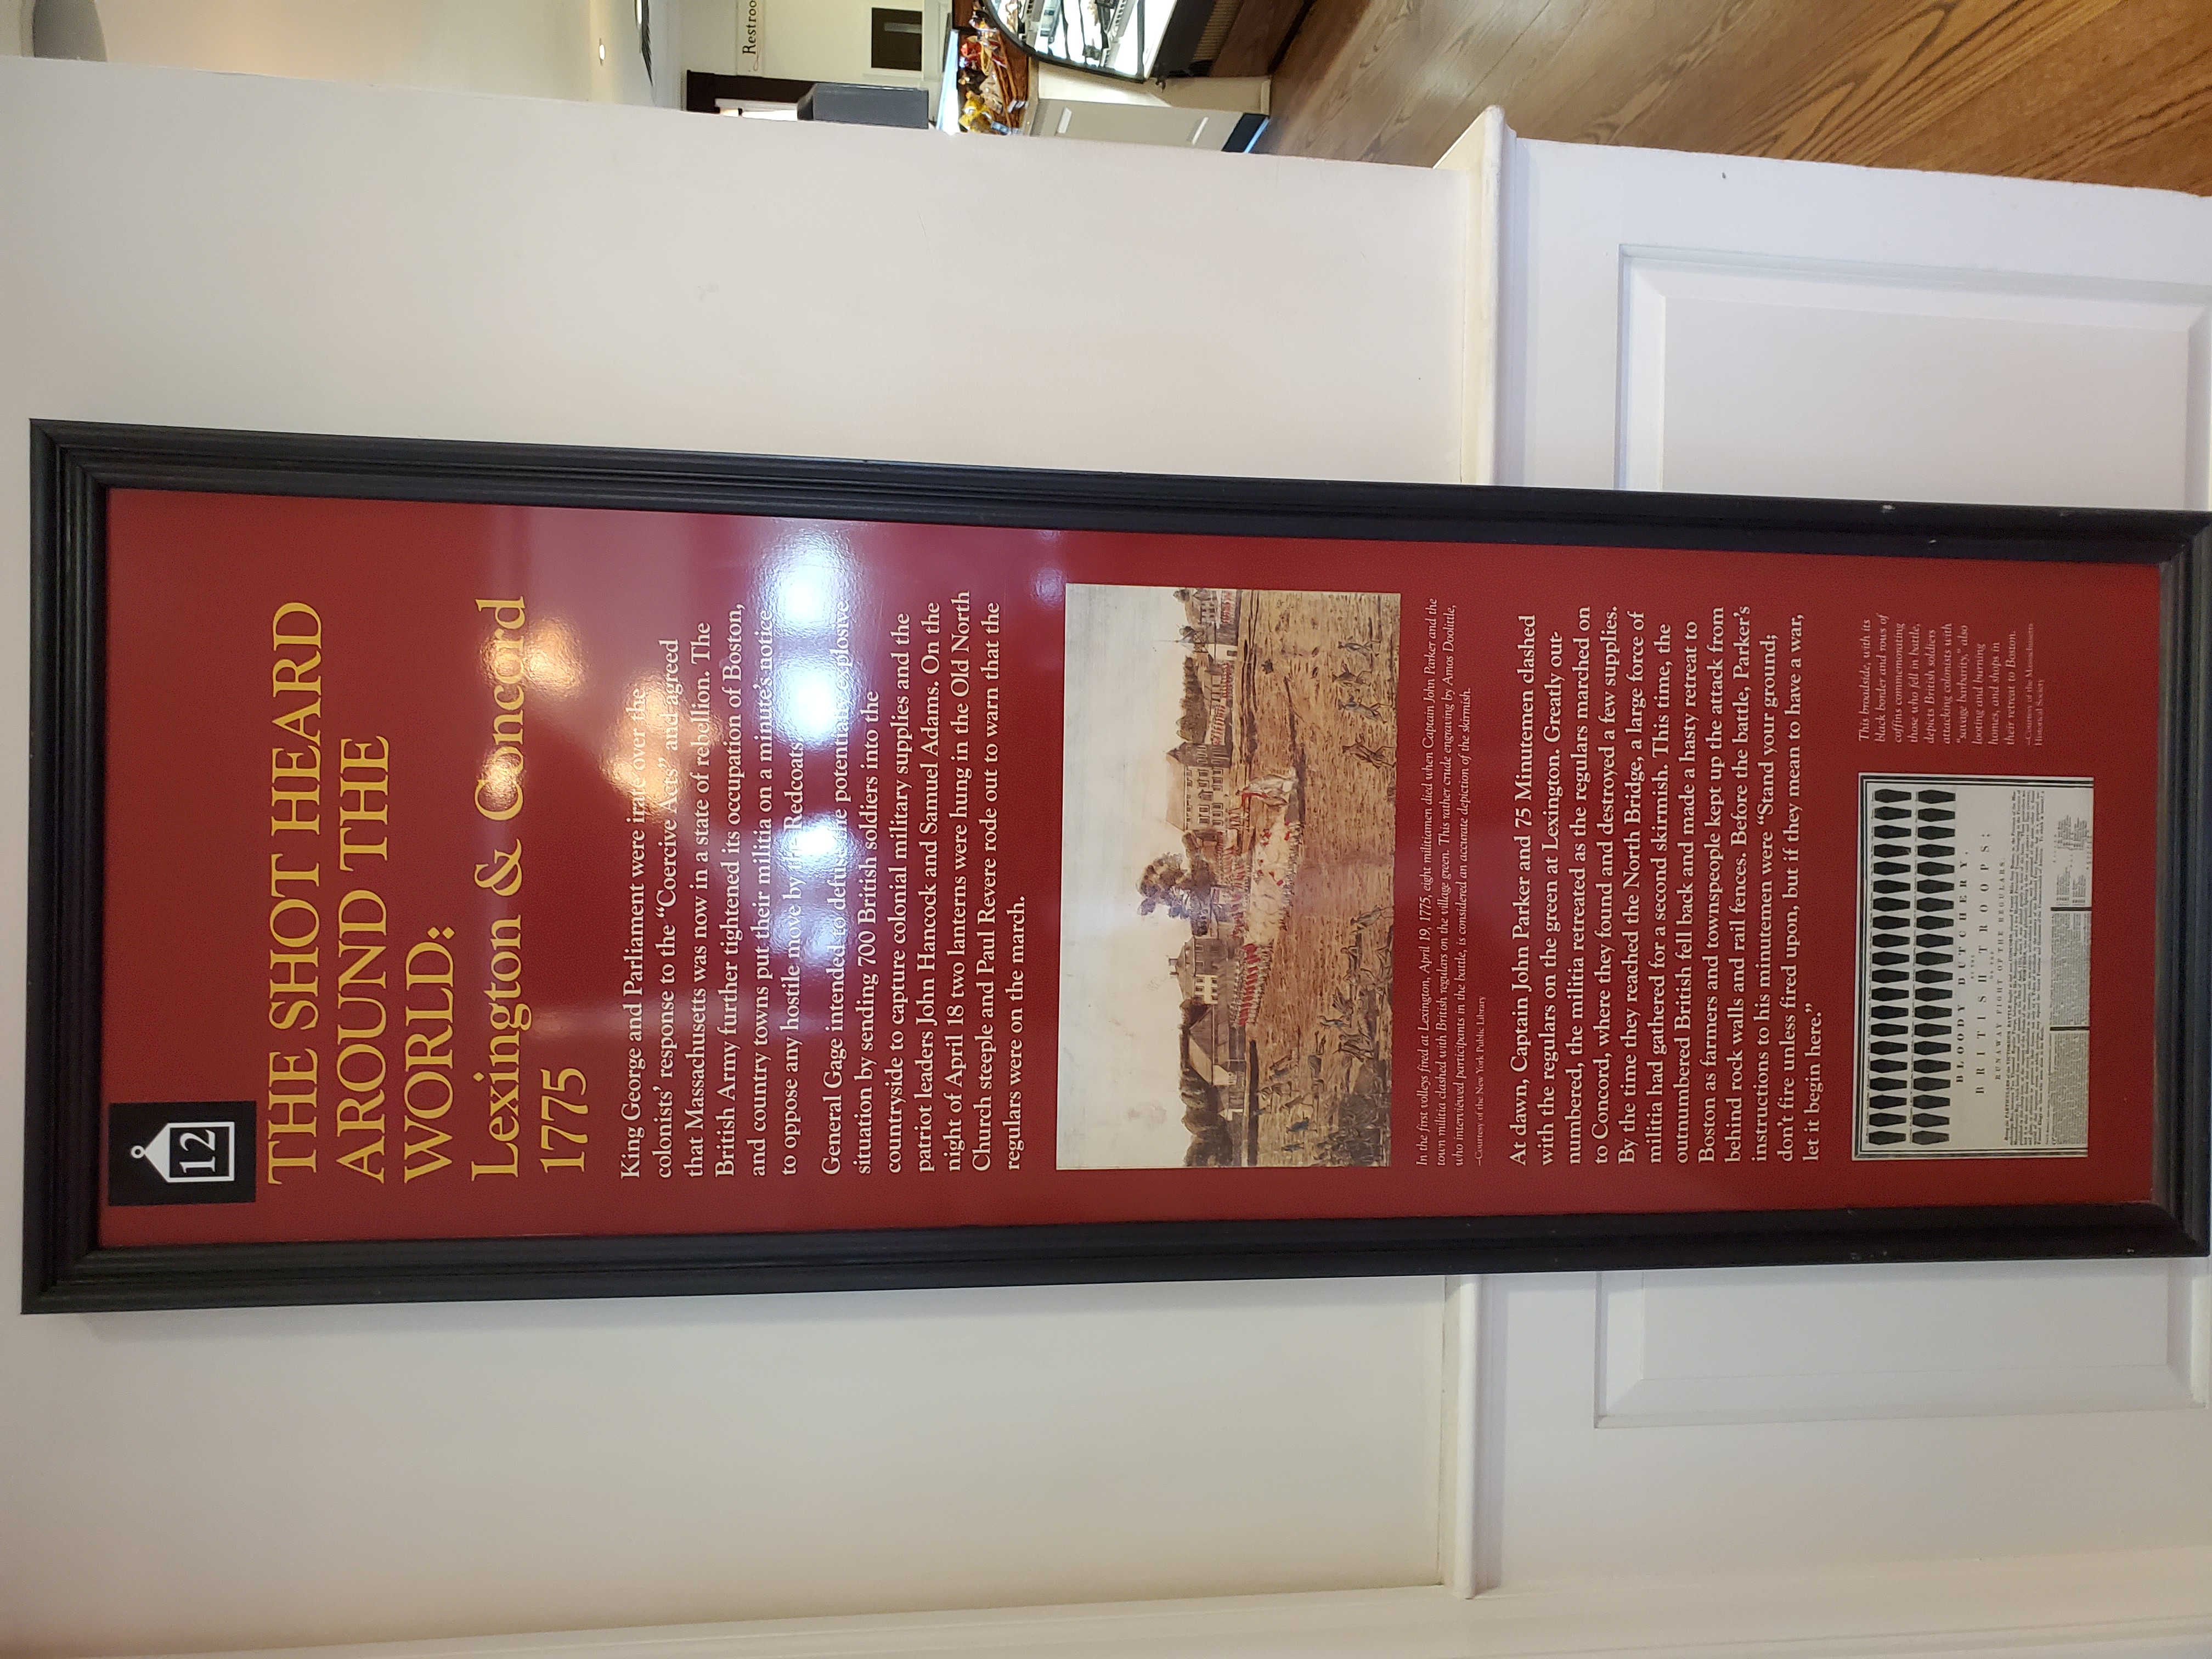 12
THE SHOT HEARD
AROUND THE
WORLD:
Lexington & Concord
1775
King George and Parliament were irate over the
colonists' response to the "Coercive Acts" and agreed
that Massachusetts was now in a state of rebellion. The
British Army further tightened its occupation of Boston,
and country towns put their militia on a minute's notice
to oppose any hostile move by the Redcoats.
General Gage intended to defuse the potentially explosive
situation by sending 700 British soldiers into the
countryside to capture colonial military supplies and the
patriot leaders John Hancock and Samuel Adams. On the
night of April 18 two lanterns were hung in the Old North
Church steeple and Paul Revere rode out to warn that the
regulars were on the march.
In the first volleys fired at Lexington, April 19, 1775, eight militiamen died when Captain John Parker and the
town militia clashed with British regulars on the village green. This rather crude engraving by Amos Doolittle,
who interviewed participants in the battle, is considered an accurate depiction of the skirmish.
–Courtesy of the New York Public Library
At dawn, Captain John Parker and 75 Minutemen clashed
with the regulars on the green at Lexington. Greatly out-
numbered, the militia retreated as the regulars marched on
to Concord, where they found and destroyed a few supplies.
By the time they reached the North Bridge, a large force of
militia had gathered for a second skirmish. This time, the
outnumbered British fell back and made a hasty retreat to
Boston as farmers and townspeople kept up the attack from
behind rock walls and rail fences. Before the battle, Parker's
instructions to his minutemen were "Stand your ground;
don't fire unless fired upon, but if they mean to have a war,
let it begin here."
BLOODY BUTCHERY,
BY THE
BRITISH TROOPS:
OR THE
RUNAWAY FIGHT OF THE REGULARS
This broadside, with its
black border and rows of
coffins commemorating
those who fell in battle,
depicts British soldiers
attacking colonists with
"savage barbarity," also
looting and burning
homes, and shops in
their retreat to Boston.
–Courtesy of the Massachusetts
Historical Society